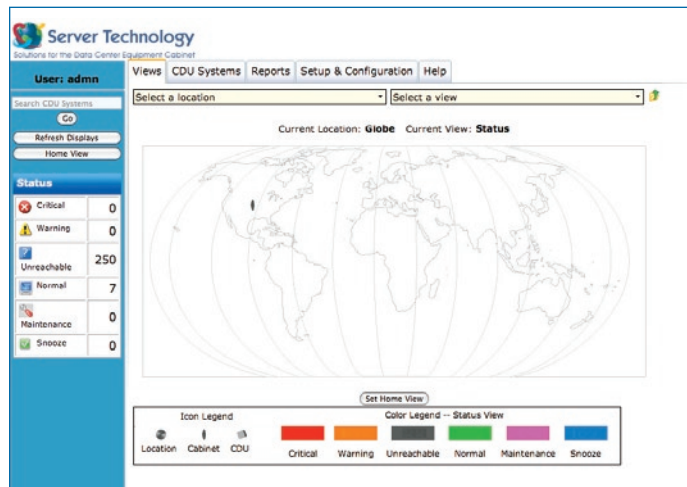 Server Technology
Solutions for the Data Center Equipment Cabinet
User: admn
Search CDU Systems
Go
Refresh Displays
Home View
Status
Critical 0
Warning 0
Unreachable 250
Normal 7
Maintenance 0
Snooze 0
Views CDU Systems Reports Setup & Configuration Help
Select a location Select a view
Current Location: Globe Current View: Status
Set Home View
Icon Legend
Location Cabinet CDU
Color Legend -- Status View
Critical Warning Unreachable Normal Maintenance Snooze